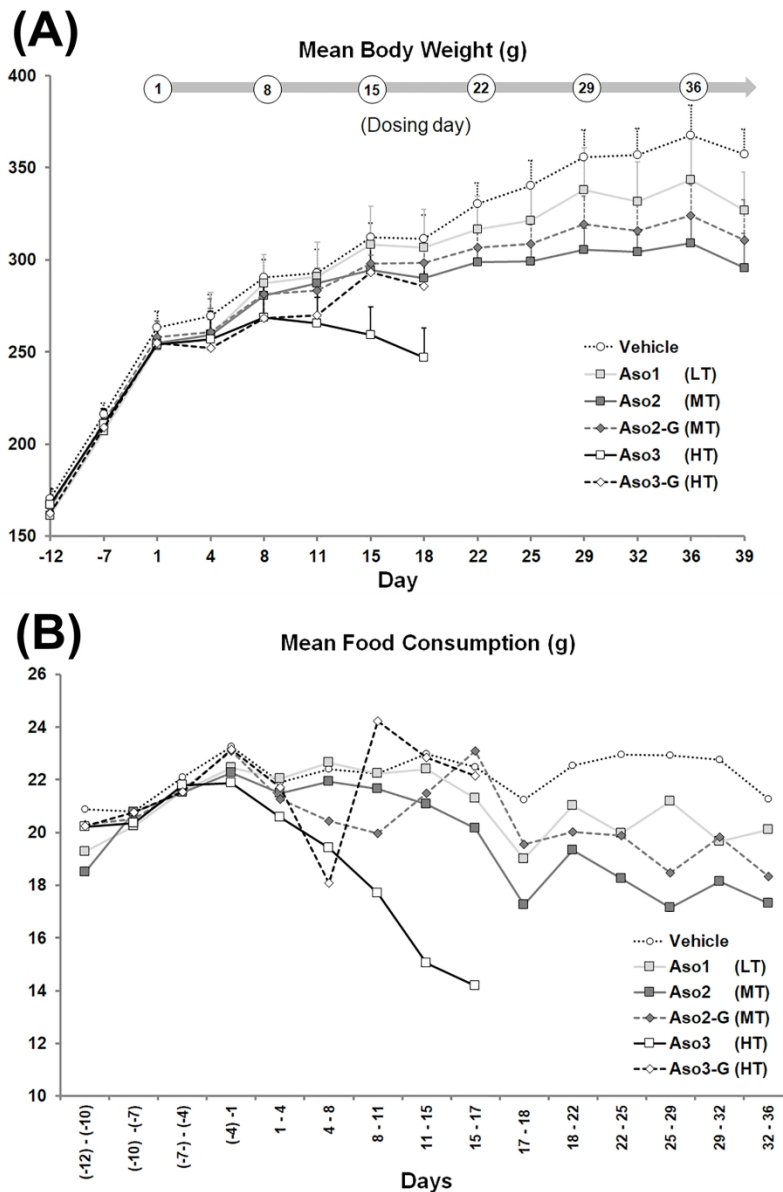 (A)
Mean Body Weight (g)
400
350
300
250
200
150
1 8 15 22 29 36
(Dosing day)
Vehicle
Aso1 (LT)
Aso2 (MT)
Aso2-G (MT)
Aso3 (HT)
Aso3-G (HT)
-12 -7 1 4 8 11 15 18 22 25 29 32 36 39
Day
(B)
Mean Food Consumption (g)
26
24
22
20
18
16
14
12
10
Vehicle
Aso1 (LT)
Aso2 (MT)
Aso2-G (MT)
Aso3 (HT)
Aso3-G (HT)
(-12) - (-10)
(-10) -(-7)
(-7-) - (-4)
(-4) -1
1 - 4
4 - 8
8 - 11
11 - 15
15 - 17
17 - 18
18 - 22
22 - 25
25 - 29
29 - 32
32 - 36
Days